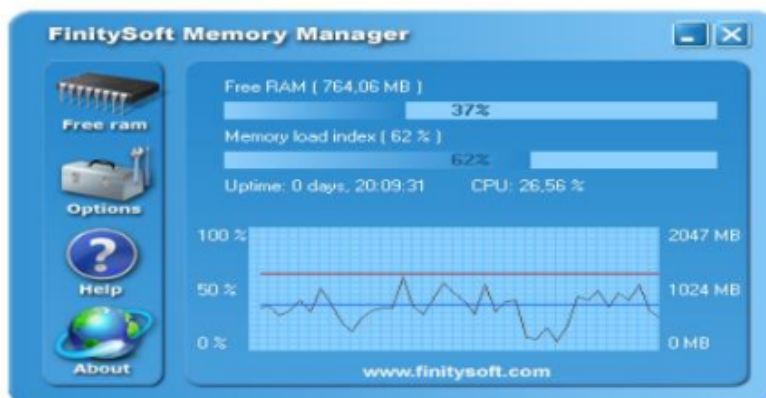 FinitySoft Memory Manager
Free ram
Options
Help
About
Free RAM ( 764,06 MB )
37%
Memory load index ( 62 % )
62%
Uptime: 0 days, 20:09:31 CPU: 26,56 %
100 % 2047 MB
50 % 1024 MB
0 % 0 MB
www.finitysoft.com